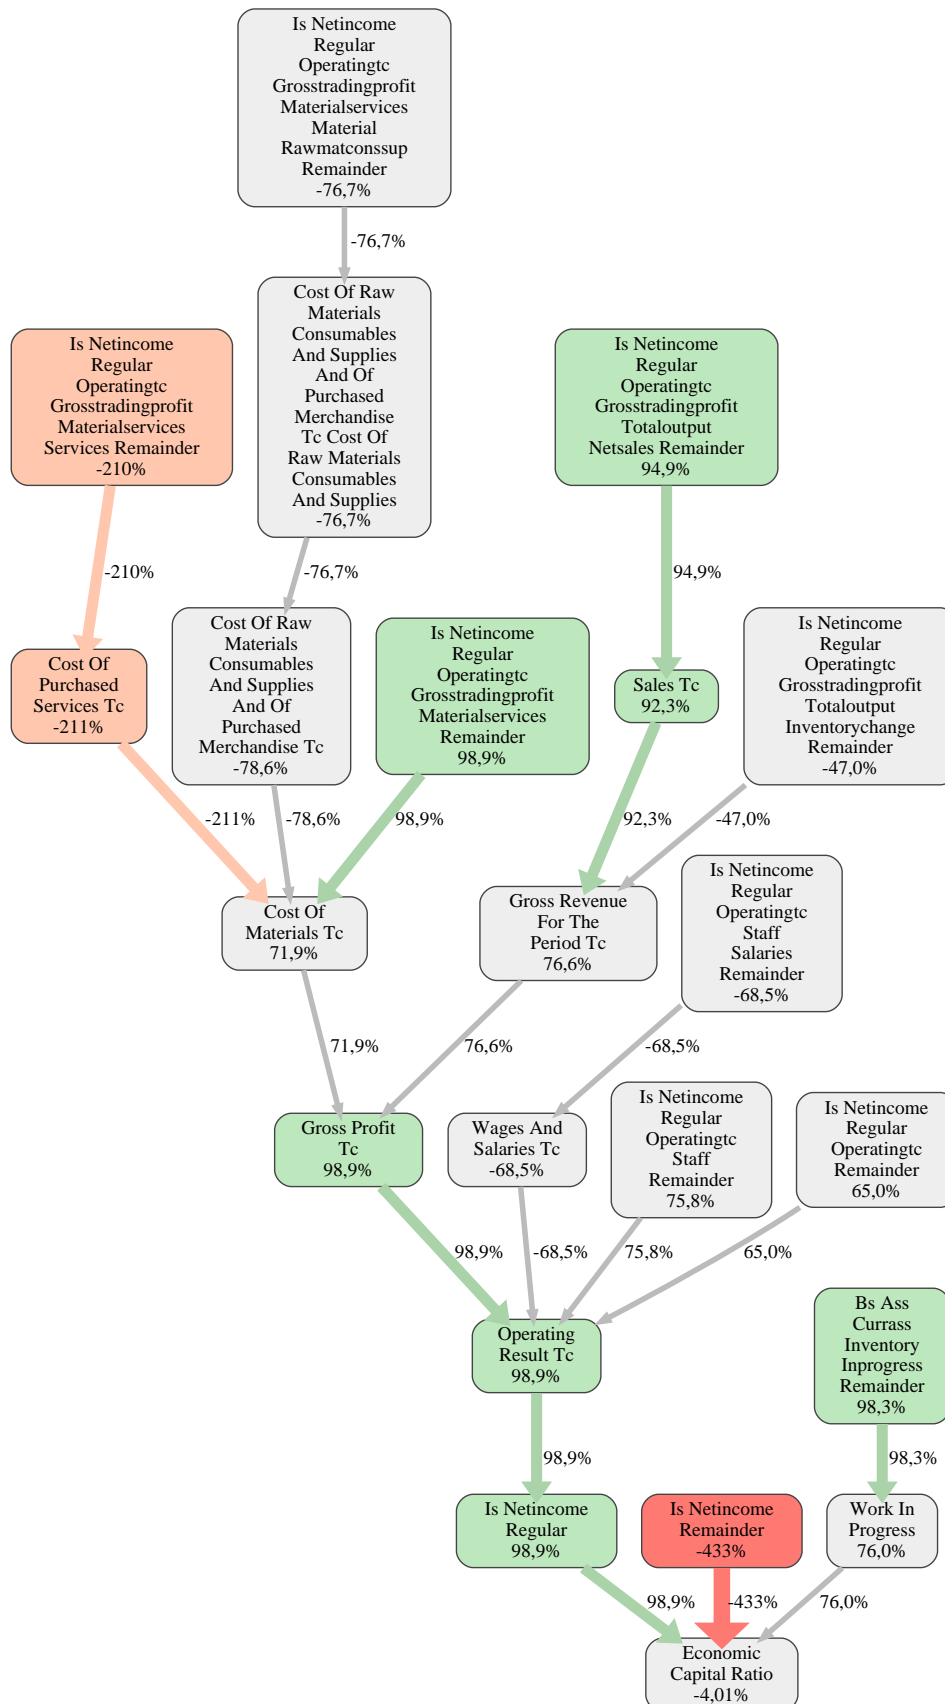 Is Netincome
Regular
Operatingtc
Grosstradingprofit
Materialservices
Material
Rawmatconssup
Remainder
-76,7%
-76,7%
Cost Of Raw
Materials
Consumables
And Supplies
And Of
Purchased
Merchandise
Tc Cost Of
Raw Materials
Consumables
And Supplies
-76,7%
Is Netincome
Regular
Operatingtc
Grosstradingprofit
Materialservices
Services Remainder
-210%
Is Netincome
Regular
Operatingtc
Grosstradingprofit
Totaloutput
Netsales Remainder
94,9%
-210%
-76,7%
94,9%
Cost Of
Purchased
Services Tc
-211%
Cost Of Raw
Materials
Consumables
And Supplies
And Of
Purchased
Merchandise Tc
-78,6%
Is Netincome
Regular
Operatingtc
Grosstradingprofit
Materialservices
Remainder
98,9%
Sales Tc
92,3%
Is Netincome
Regular
Operatingtc
Grosstradingprofit
Totaloutput
Inventorychange
Remainder
-47,0%
-211%
-78,6%
98,9%
92,3%
-47,0%
Cost Of
Materials Tc
71,9%
Gross Revenue
For The
Period Tc
76,6%
Is Netincome
Regular
Operatingtc
Staff
Salaries
Remainder
-68,5%
71,9%
76,6%
-68,5%
Gross Profit
Tc
98,9%
Wages And
Salaries Tc
-68,5%
Is Netincome
Regular
Operatingtc
Staff
Remainder
75,8%
Is Netincome
Regular
Operatingtc
Remainder
65,0%
98,9%
-68,5%
75,8%
65,0%
Operating
Result Tc
98,9%
Bs Ass
Currass
Inventory
Inprogress
Remainder
98,3%
98,9%
98,3%
Is Netincome
Regular
98,9%
Is Netincome
Remainder
-433%
Work In
Progress
76,0%
98,9%
-433%
76,0%
Economic
Capital Ratio
-4,01%